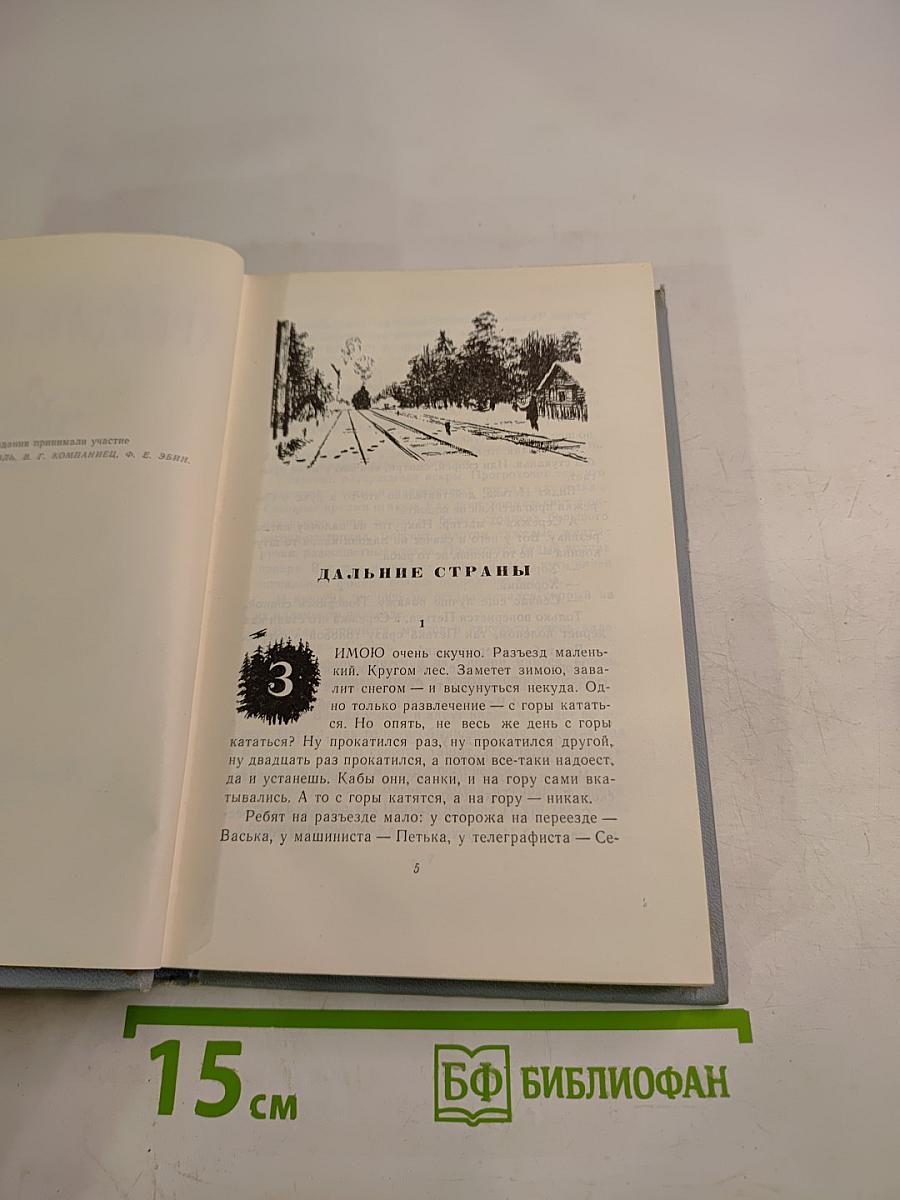 здания принимали участие
В. Г. КОМПАНИЕЦ, Ф. Е. ЭБИН.
ДАЛЬНИЕ СТРАНЫ
1
ЗИМОЮ очень скучно. Разъезд малень-
кий. Кругом лес. Заметет зимою, зава-
лит снегом — и высунуться некуда. Од-
но только развлечение — с горы катать-
ся. Но опять, не весь же день с горы
кататься? Ну прокатился раз, ну прокатился другой,
ну двадцать раз прокатился, а потом все-таки надоест,
да и устанешь. Кабы они, санки, и на гору сами вка-
тывались. А то с горы катятся, а на гору — никак.
Ребят на разъезде мало: у сторожа на переезде —
Васька, у машиниста — Петька, у телеграфиста — Се-
5
15 см
БФ БИБЛИОФАН